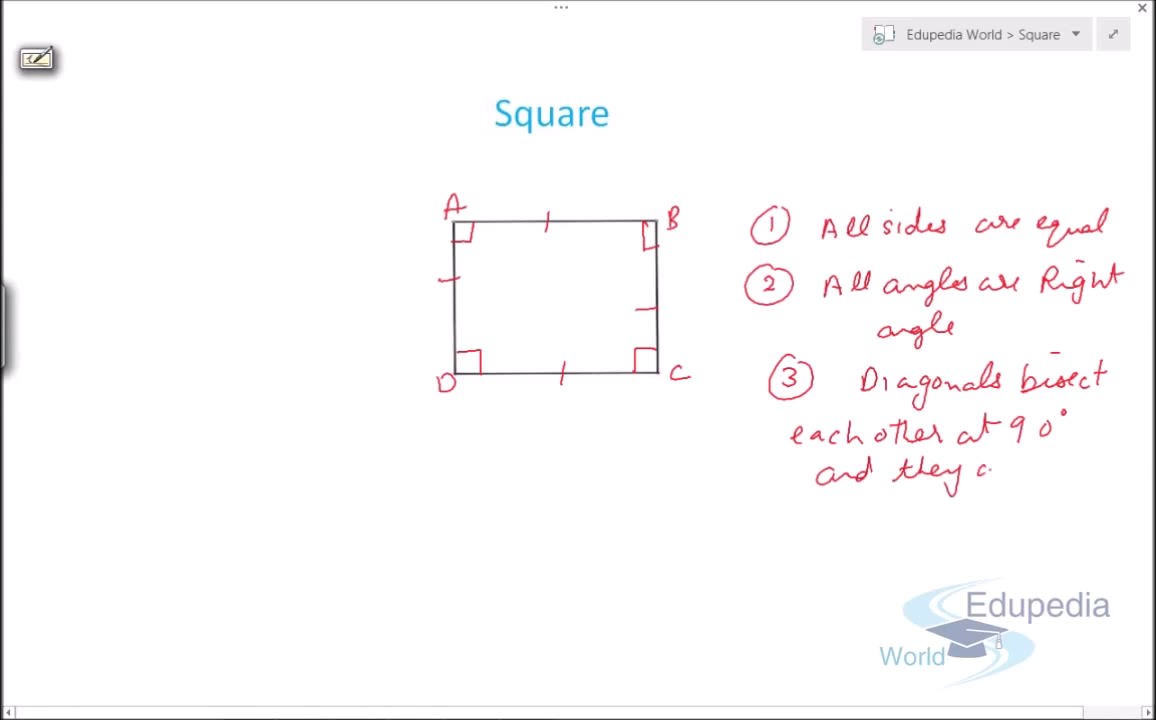 Edupedia World > Square
Square
A
B
① All sides are equal
② All angles are Right
angle
D
C
③ Diagonals bisect
each other at 90°
and they
Edupedia
World